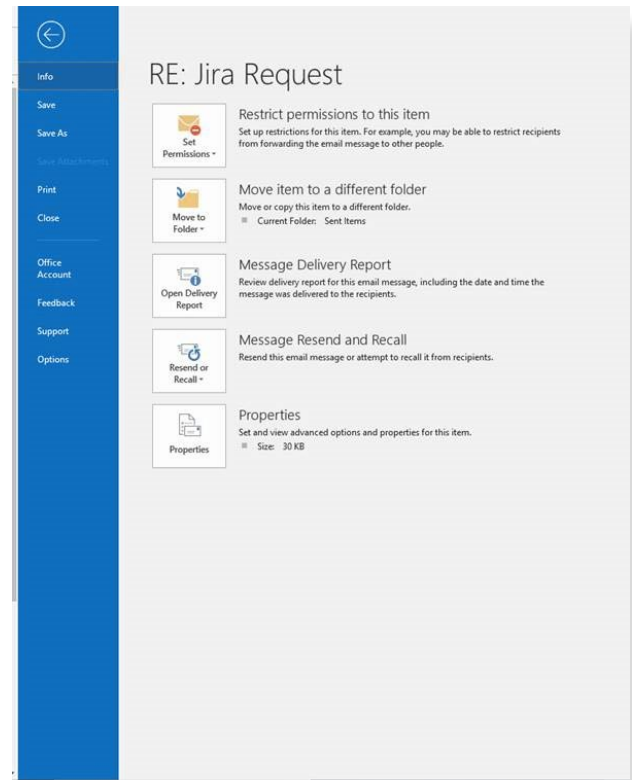 Info
Save
Save As
Save Attachments
Print
Close
Office
Account
Feedback
Support
Options
RE: Jira Request
Set
Permissions
Restrict permissions to this item
Set up restrictions for this item. For example, you may be able to restrict recipients
from forwarding the email message to other people.
Move to
Folder
Move item to a different folder
Move or copy this item to a different folder.
Current Folder: Sent Items
Open Delivery
Report
Message Delivery Report
Review delivery report for this email message, including the date and time the
message was delivered to the recipients.
Resend or
Recall
Message Resend and Recall
Resend this email message or attempt to recall it from recipients.
Properties
Properties
Set and view advanced options and properties for this item.
Size: 30 KB